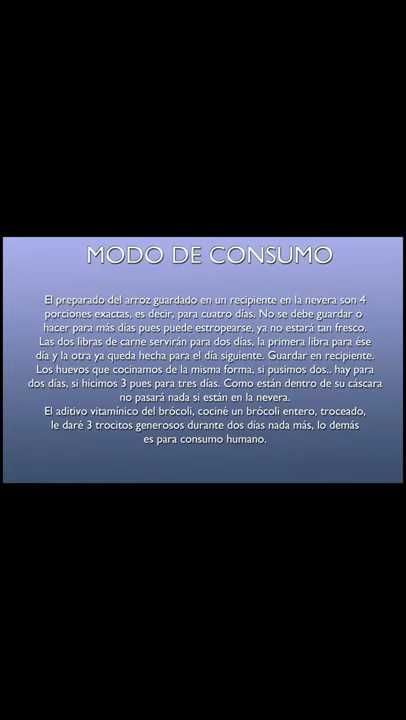 MODO DE CONSUMO
El preparado del arroz guardado en un recipiente en la nevera son 4
porciones exactas, es decir, para cuatro días. No se debe guardar o
hacer para más días pues puede estropearse, ya no estará tan fresco.
Las dos libras de carne servirán para dos días, la primera libra para ése
día y la otra ya queda hecha para el día siguiente. Guardar en recipiente.
Los huevos que cocinamos de la misma forma, si pusimos dos.. hay para
dos días, si hicimos 3 pues para tres días. Como están dentro de su cáscara
no pasará nada si están en la nevera.
El aditivo vitamínico del brócoli, cociné un brócoli entero, troceado,
le daré 3 trocitos generosos durante dos días nada más, lo demás
es para consumo humano.